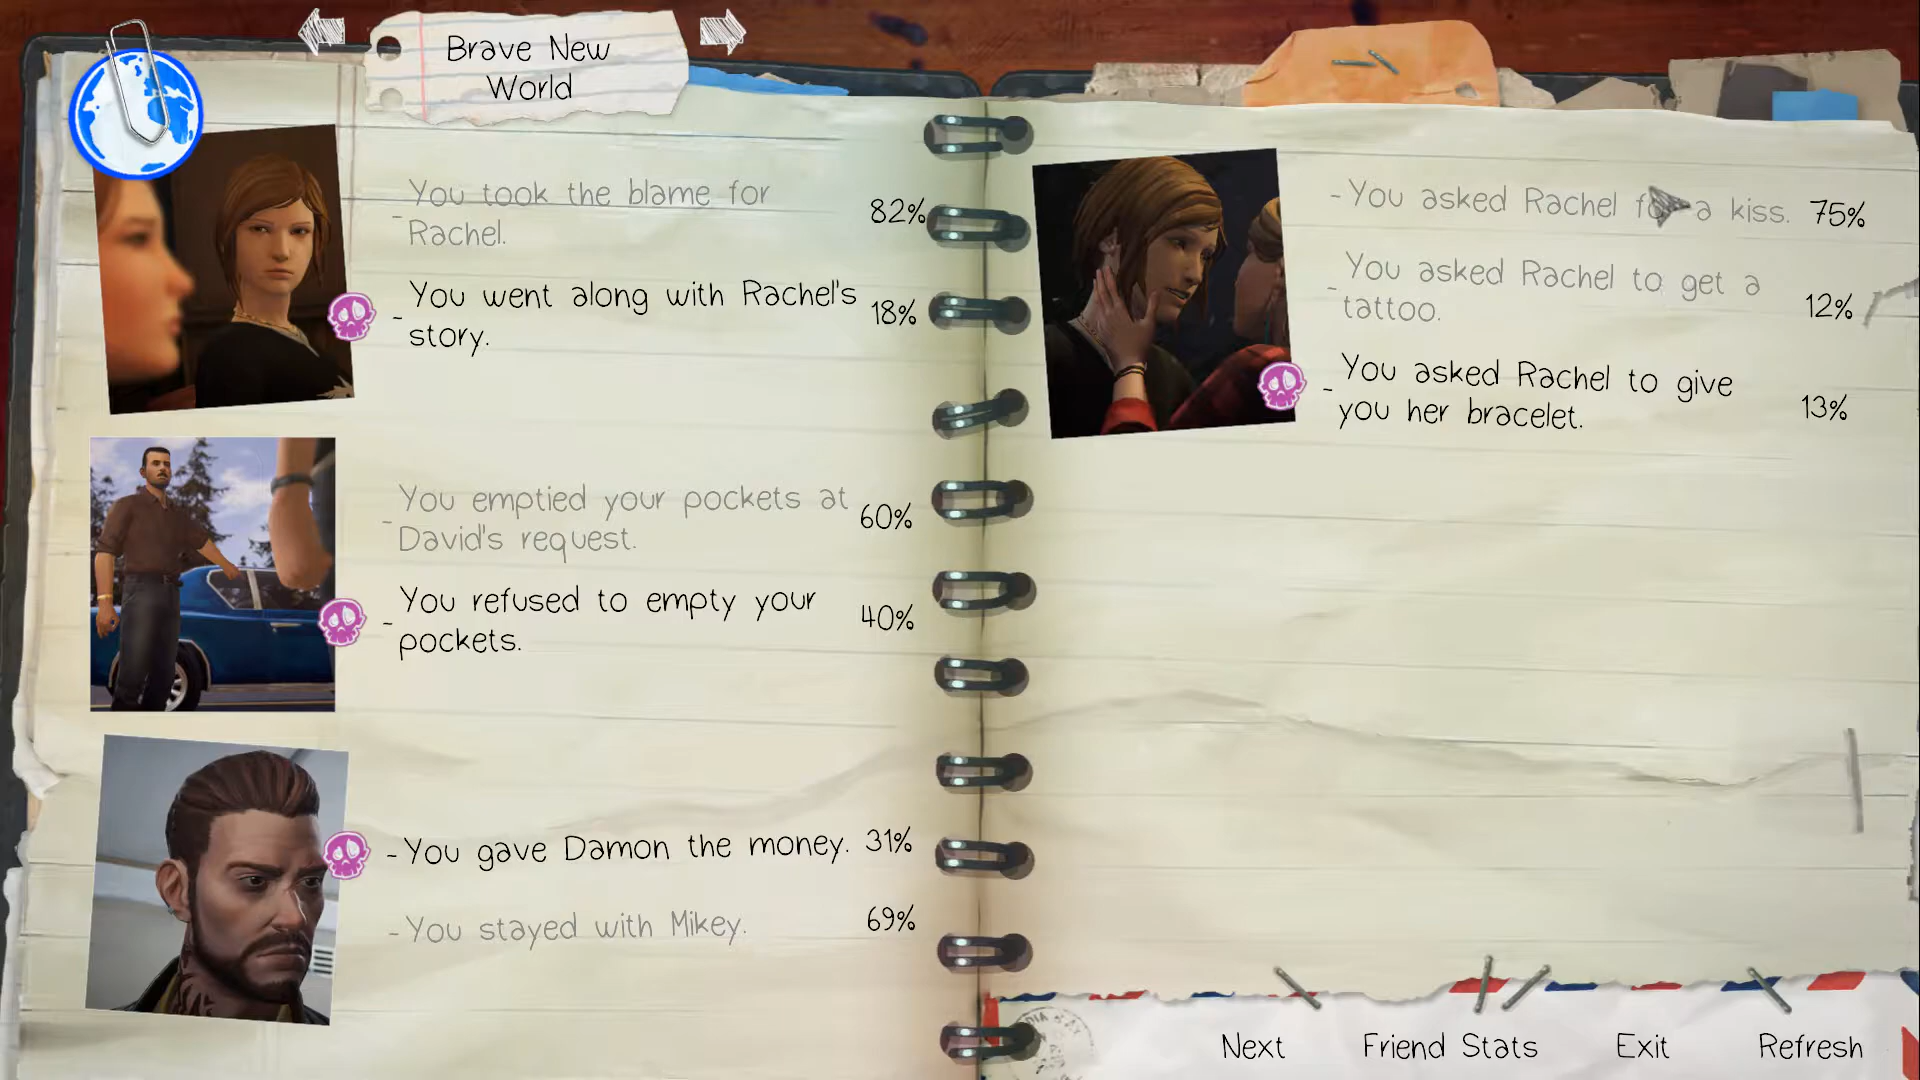 Brave New
World
- You took the blame for
Rachel. 82%
- You went along with Rachel's
story. 18%
- You emptied your pockets at
David's request. 60%
- You refused to empty your
pockets. 40%
- You gave Damon the money. 31%
- You stayed with Mikey. 69%
- You asked Rachel for a kiss. 75%
- You asked Rachel to get a
tattoo. 12%
- You asked Rachel to give
you her bracelet. 13%
Next Friend Stats Exit Refresh